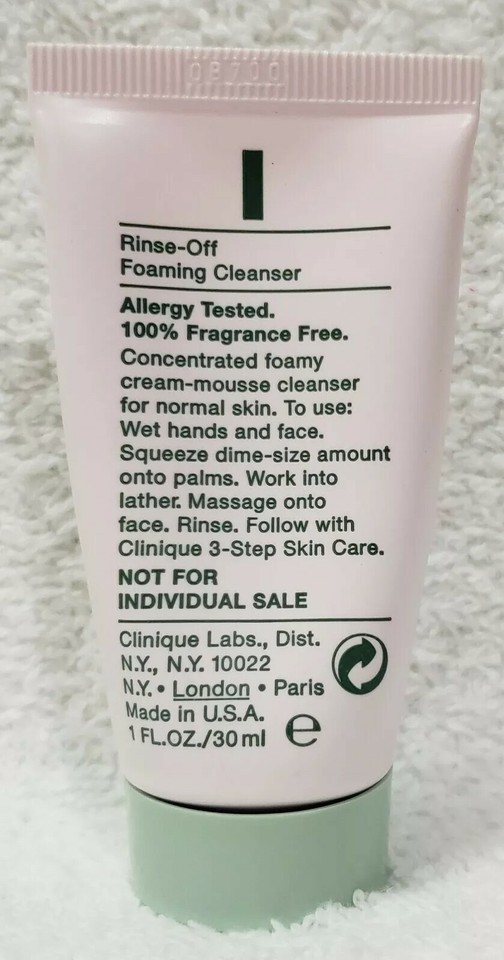 Rinse-Off
Foaming Cleanser
Allergy Tested.
100% Fragrance Free.
Concentrated foamy
cream-mousse cleanser
for normal skin. To use:
Wet hands and face.
Squeeze dime-size amount
onto palms. Work into
lather. Massage onto
face. Rinse. Follow with
Clinique 3-Step Skin Care.
NOT FOR
INDIVIDUAL SALE
Clinique Labs., Dist.
N.Y., N.Y. 10022
N.Y. • London • Paris
Made in U.S.A.
1 FL.OZ./30ml e